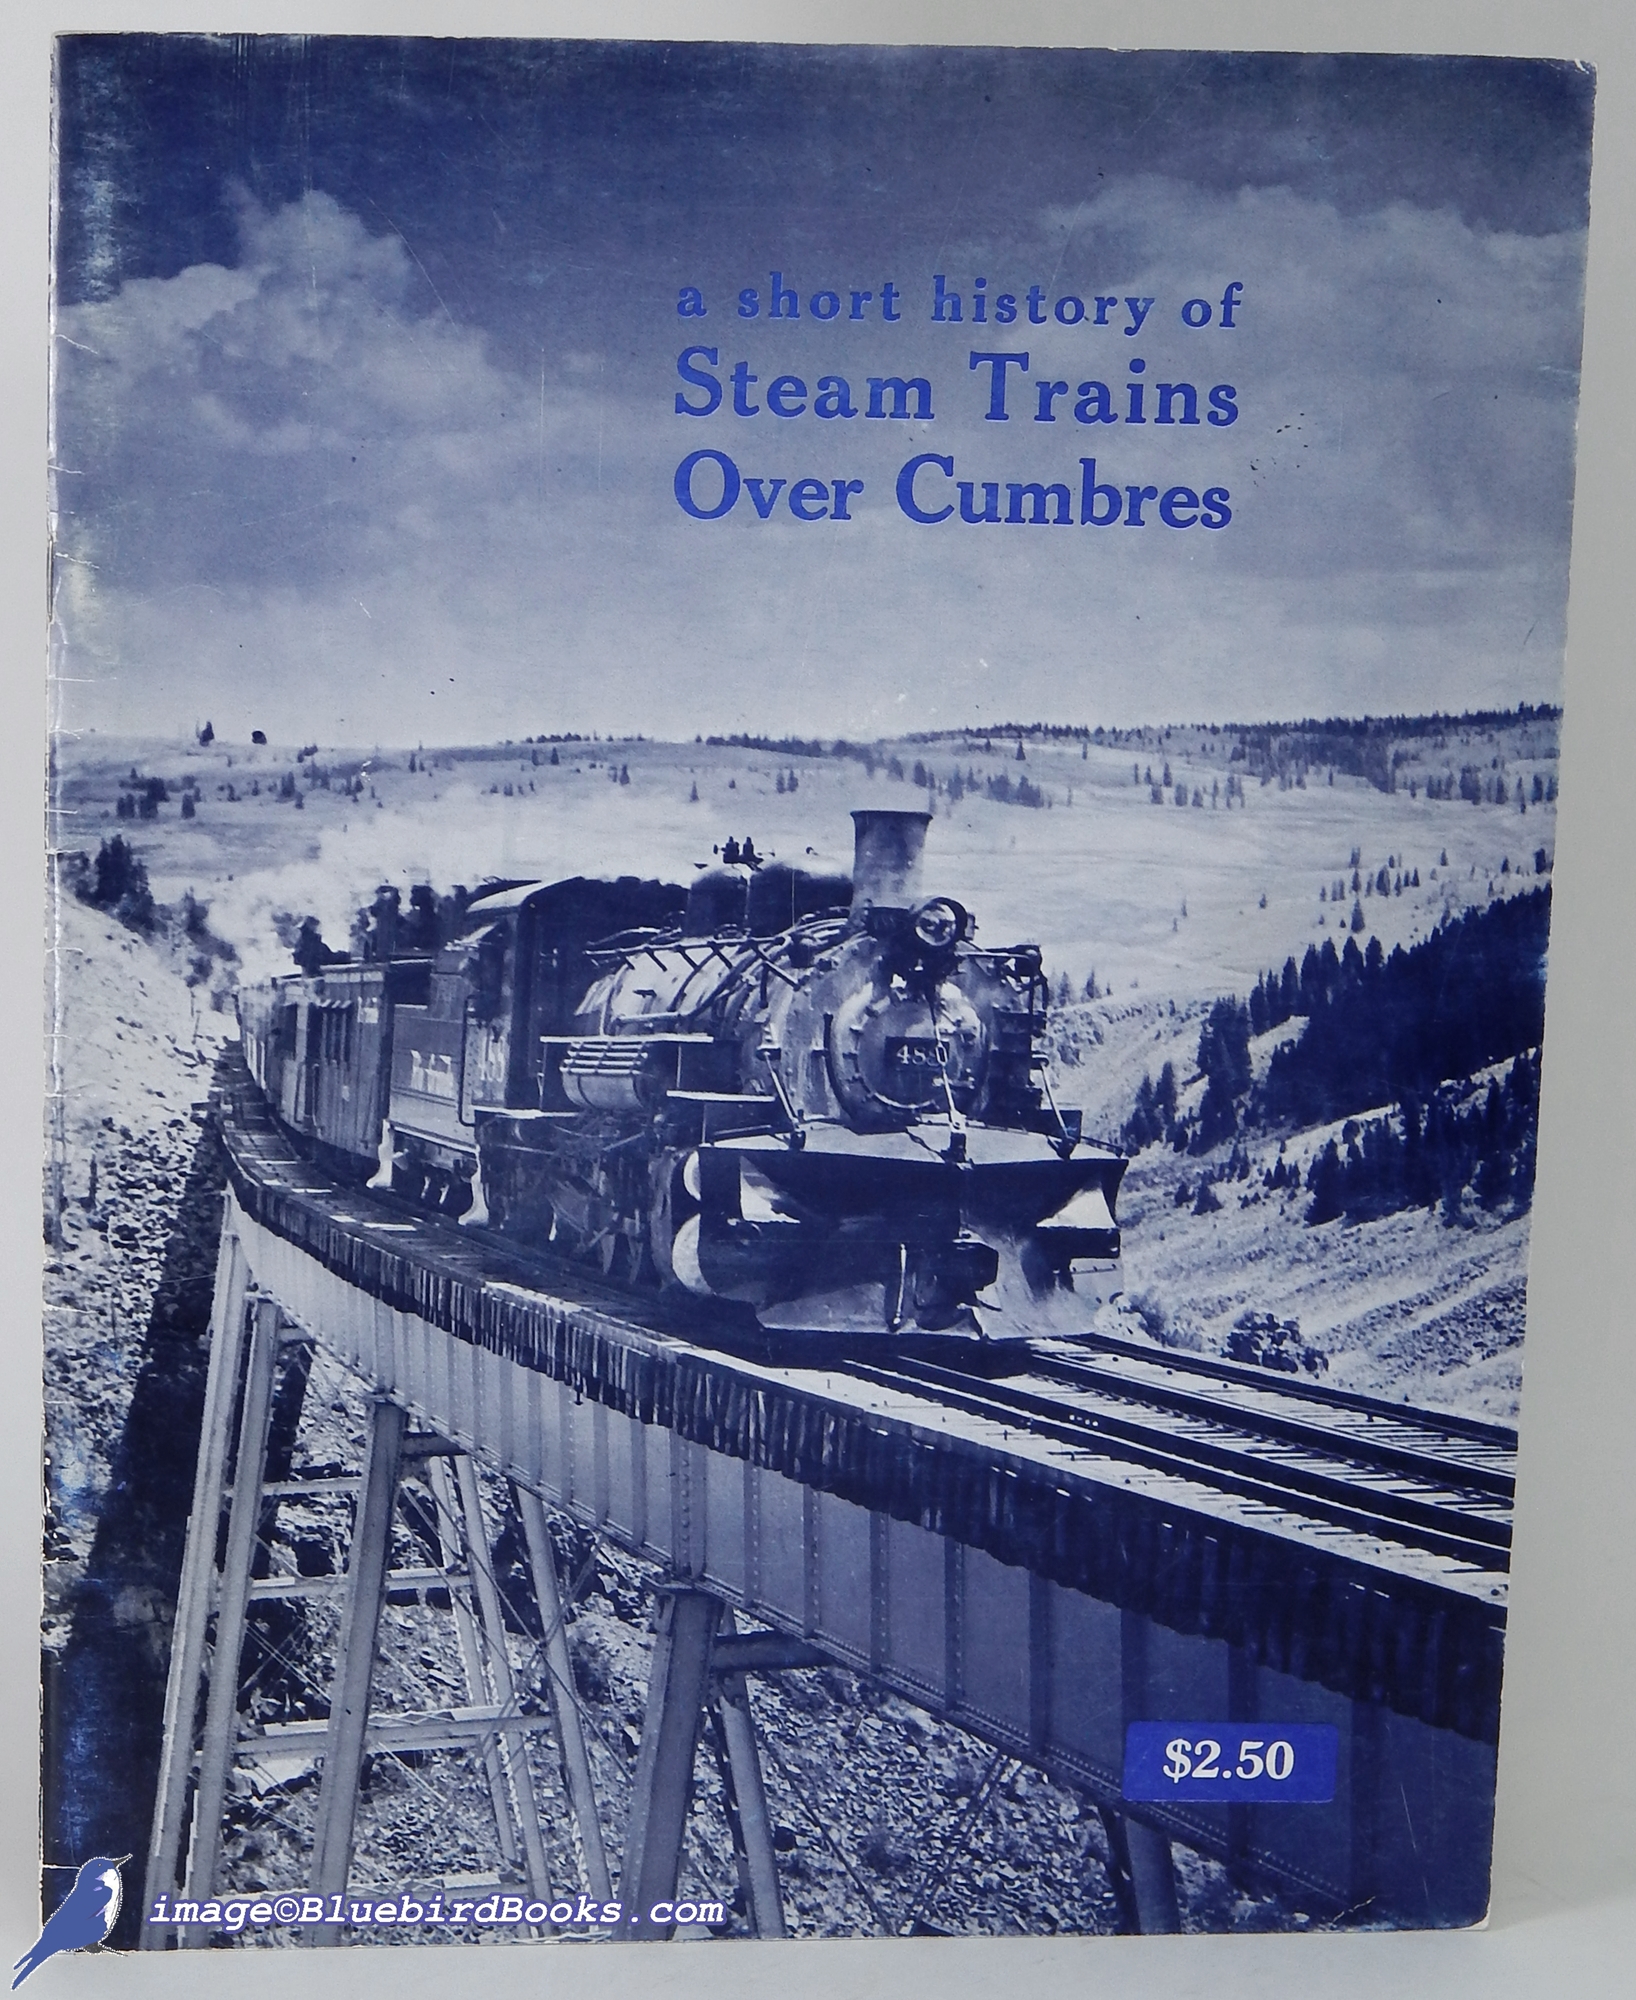 a short history of
Steam Trains
Over Cumbres
$2.50
image©BluebirdBooks.com